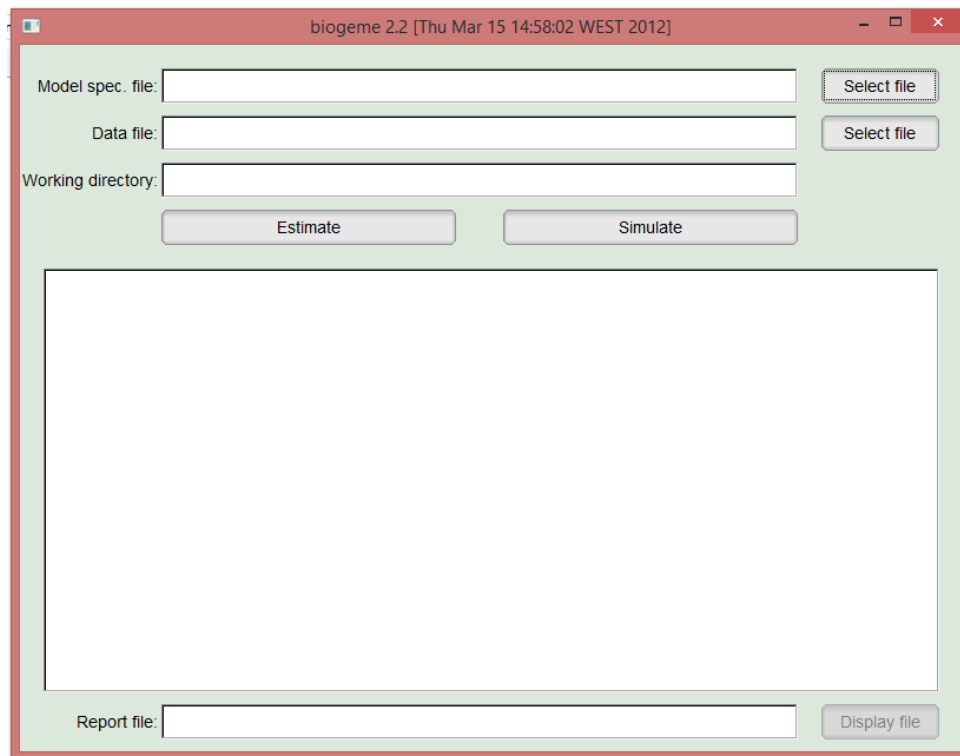 biogeme 2.2 [Thu Mar 15 14:58:02 WEST 2012]
Model spec. file: Select file
Data file: Select file
Working directory:
Estimate Simulate
Report file: Display file